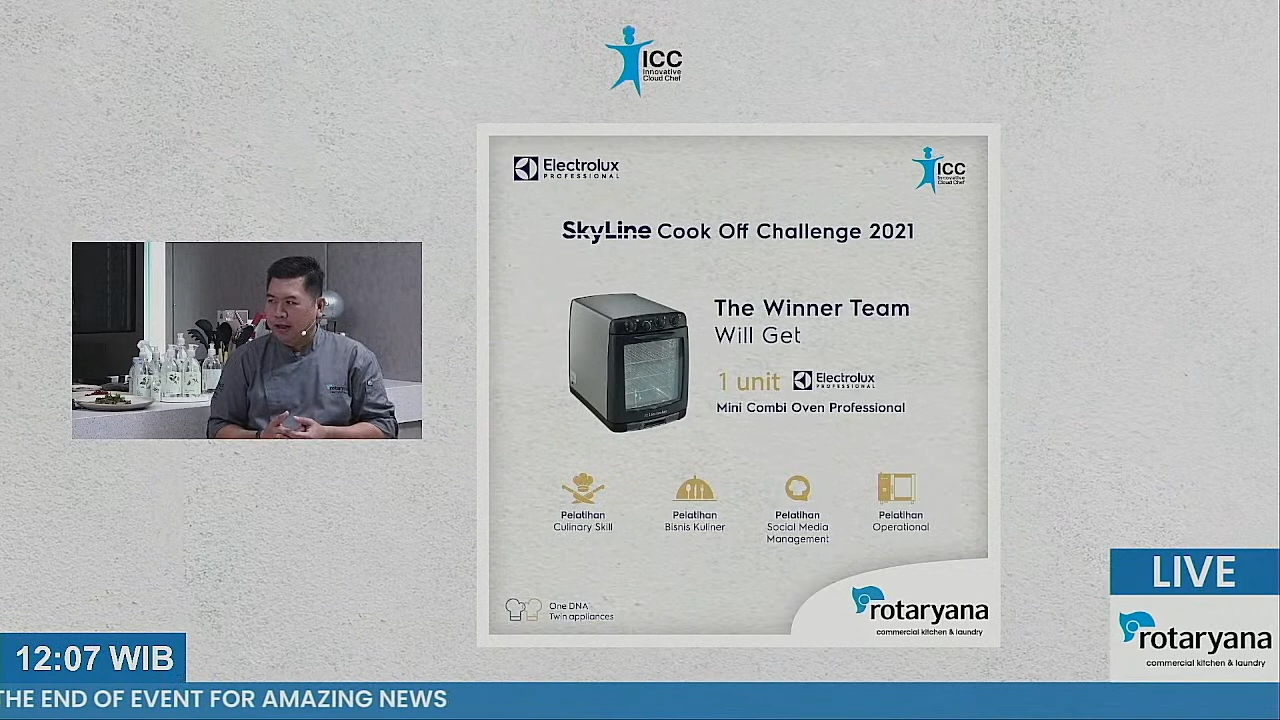 ICC
Innovative
Cloud Chef
Electrolux
PROFESSIONAL
ICC
Innovative
Cloud Chef
SkyLine Cook Off Challenge 2021
The Winner Team
Will Get
1 unit Electrolux
PROFESSIONAL
Mini Combi Oven Professional
Pelatihan
Culinary Skill
Pelatihan
Bisnis Kuliner
Pelatihan
Social Media
Management
Pelatihan
Operational
One DNA
Twin appliances
rotaryana
commercial kitchen & laundry
rotaryana
LIVE
rotaryana
commercial kitchen & laundry
12:07 WIB
THE END OF EVENT FOR AMAZING NEWS